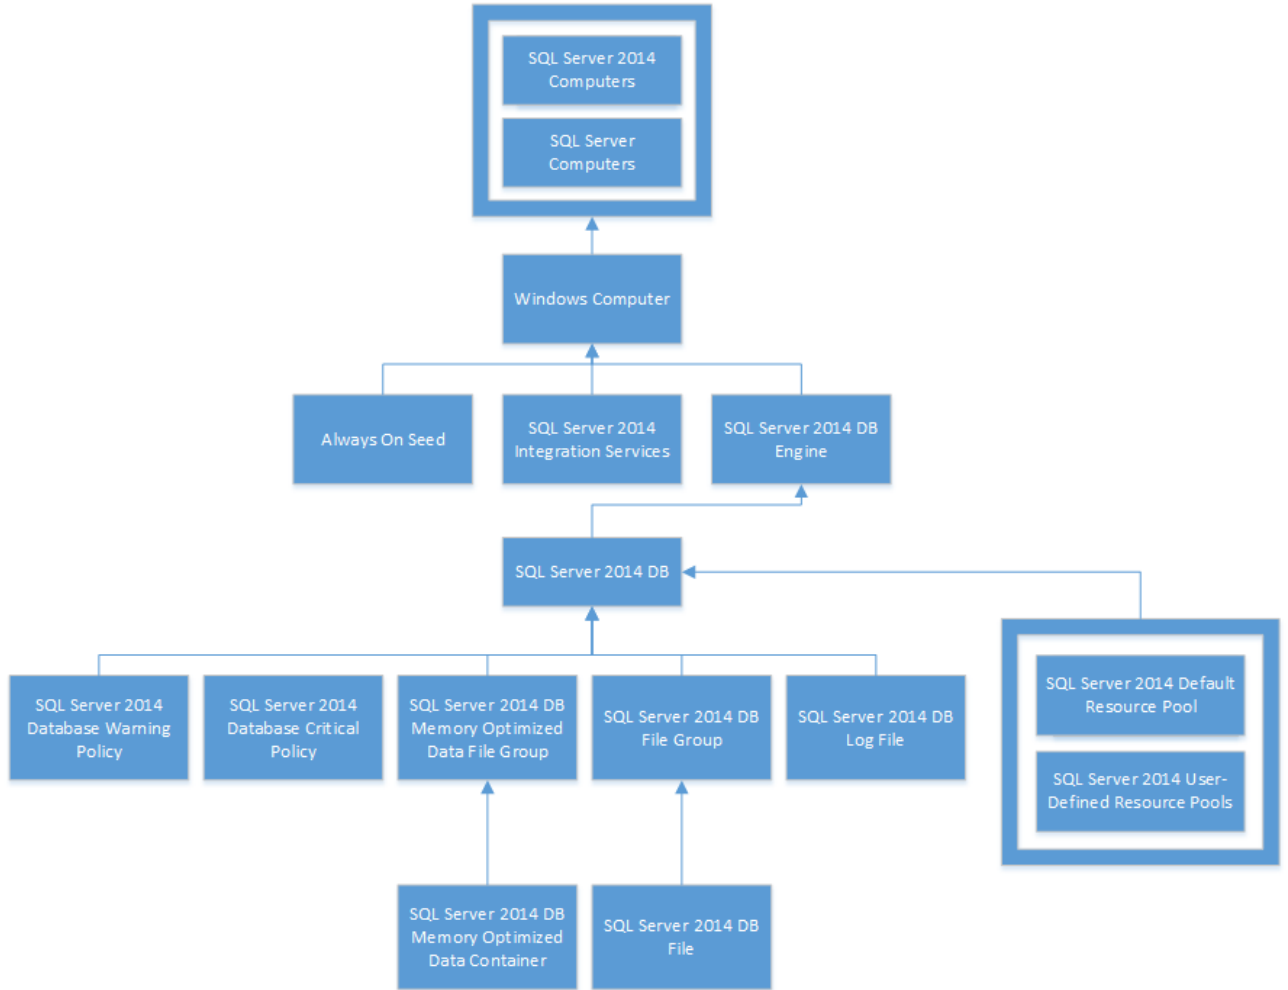 SQL Server 2014
Computers
SQL Server
Computers
Windows Computer
Always On Seed
SQL Server 2014
Integration Services
SQL Server 2014 DB
Engine
SQL Server 2014 DB
SQL Server 2014
Database Warning
Policy
SQL Server 2014
Database Critical
Policy
SQL Server 2014 DB
Memory Optimized
Data File Group
SQL Server 2014 DB
File Group
SQL Server 2014 DB
Log File
SQL Server 2014 Default
Resource Pool
SQL Server 2014 User-
Defined Resource Pools
SQL Server 2014 DB
Memory Optimized
Data Container
SQL Server 2014 DB
File